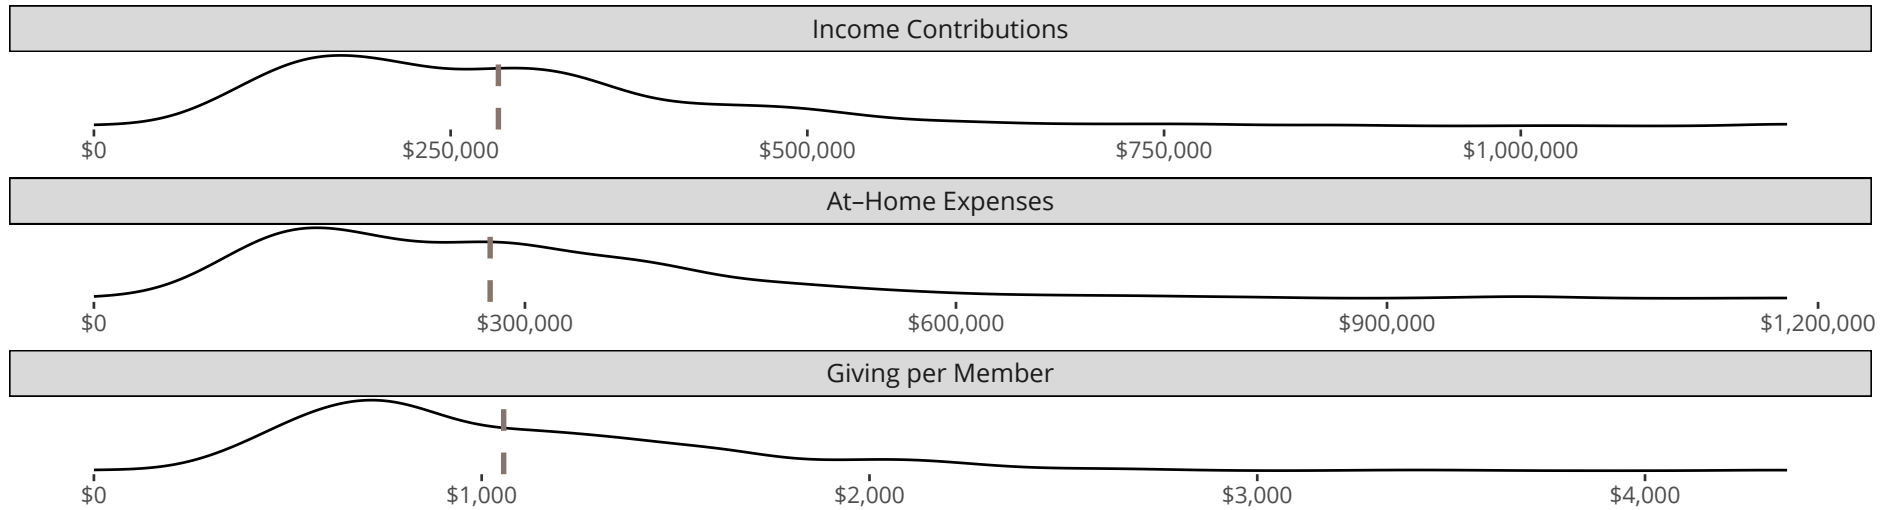 Income Contributions
$0 $250,000 $500,000 $750,000 $1,000,000
At–Home Expenses
$0 $300,000 $600,000 $900,000 $1,200,000
Giving per Member
$0 $1,000 $2,000 $3,000 $4,000